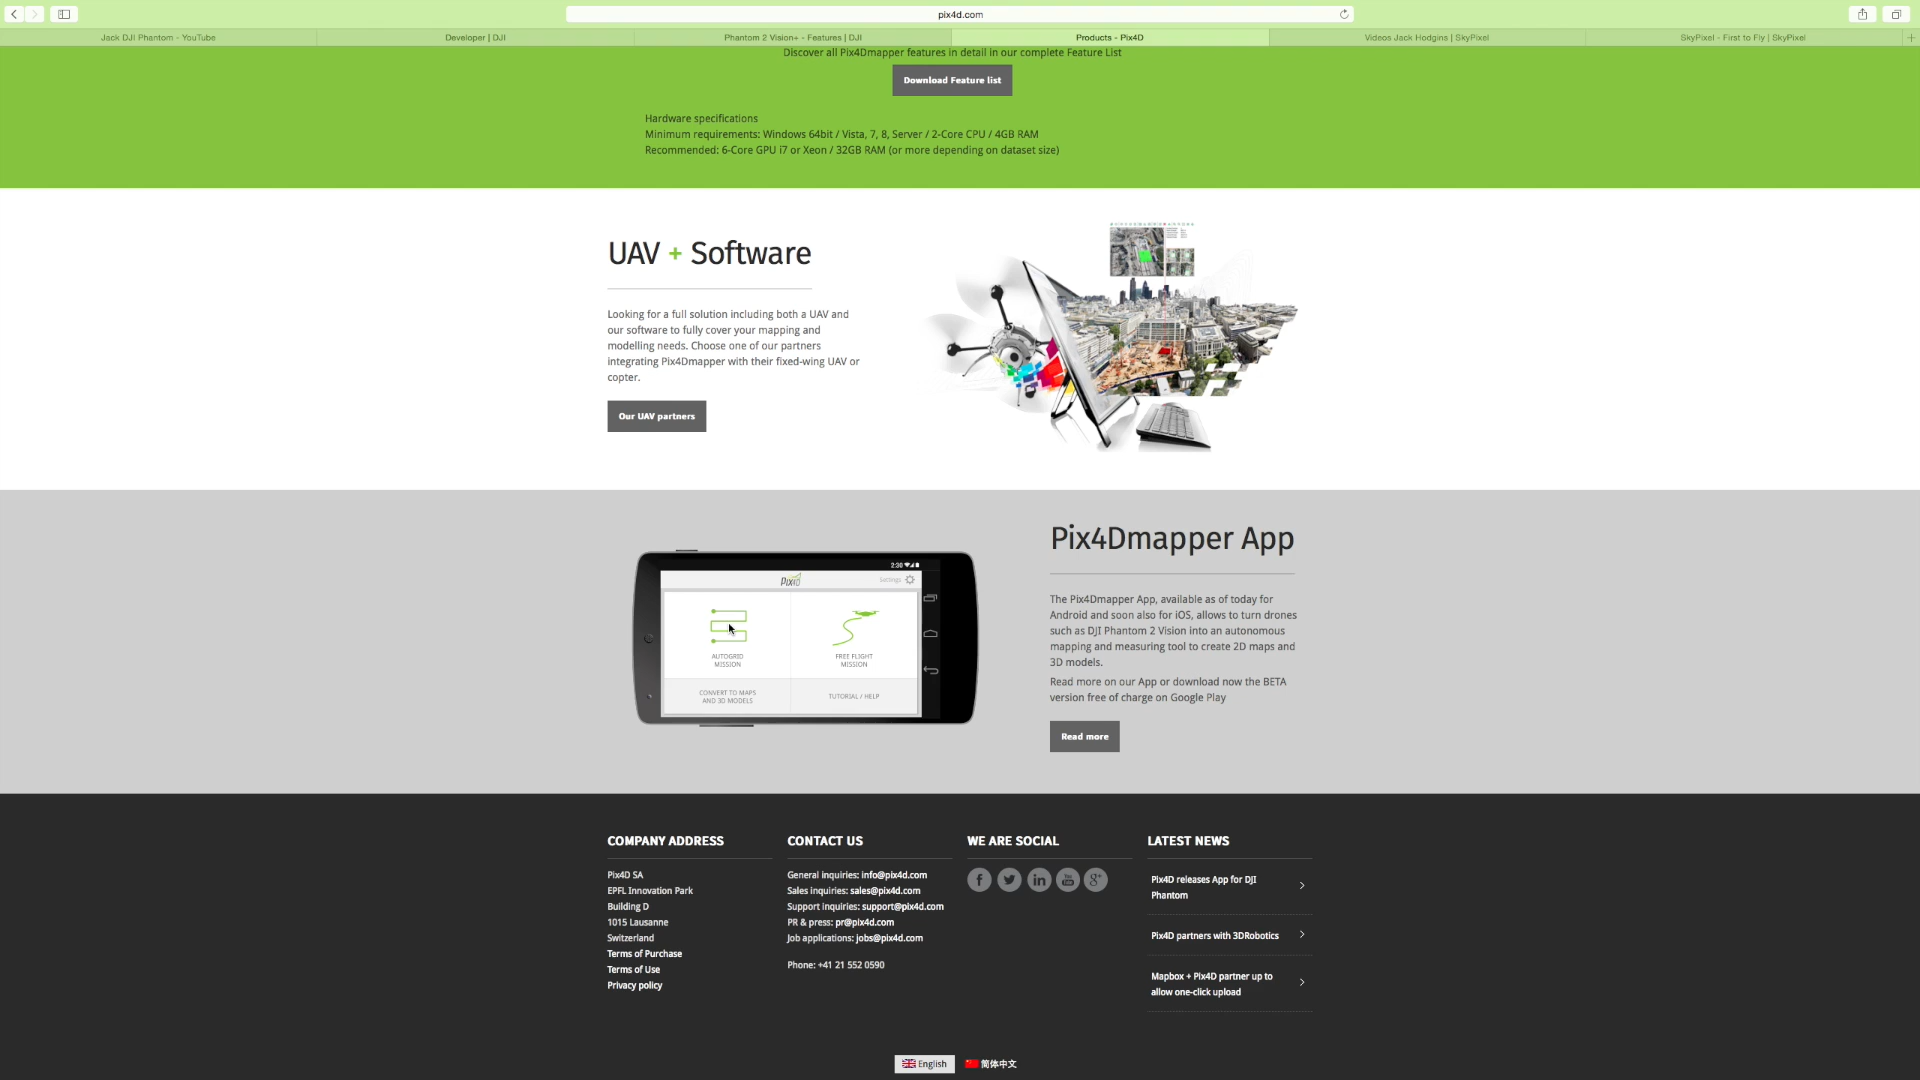 pix4d.com
Jack DJI Phantom - YouTube
Developer | DJI
Phantom 2 Vision+ - Features | DJI
Products - Pix4D
Videos Jack Hodgins | SkyPixel
SkyPixel - First to Fly | SkyPixel
Discover all Pix4Dmapper features in detail in our complete Feature List
Download Feature list
Hardware specifications
Minimum requirements: Windows 64bit / Vista, 7, 8, Server / 2-Core CPU / 4GB RAM
Recommended: 6-Core GPU i7 or Xeon / 32GB RAM (or more depending on dataset size)
UAV + Software
Looking for a full solution including both a UAV and
our software to fully cover your mapping and
modelling needs. Choose one of our partners
integrating Pix4Dmapper with their fixed-wing UAV or
copter.
Our UAV partners
2:30
Pix4D
Settings
AUTOGRID
MISSION
FREE FLIGHT
MISSION
CONVERT TO MAPS
AND 3D MODELS
TUTORIAL / HELP
Pix4Dmapper App
The Pix4Dmapper App, available as of today for
Android and soon also for iOS, allows to turn drones
such as DJI Phantom 2 Vision into an autonomous
mapping and measuring tool to create 2D maps and
3D models.
Read more on our App or download now the BETA
version free of charge on Google Play
Read more
COMPANY ADDRESS
Pix4D SA
EPFL Innovation Park
Building D
1015 Lausanne
Switzerland
Terms of Purchase
Terms of Use
Privacy policy
CONTACT US
General inquiries: info@pix4d.com
Sales inquiries: sales@pix4d.com
Support inquiries: support@pix4d.com
PR & press: pr@pix4d.com
Job applications: jobs@pix4d.com
Phone: +41 21 552 0590
WE ARE SOCIAL
f
in
You
Tube
g+
LATEST NEWS
Pix4D releases App for DJI
Phantom
Pix4D partners with 3DRobotics
Mapbox + Pix4D partner up to
allow one-click upload
English
简体中文